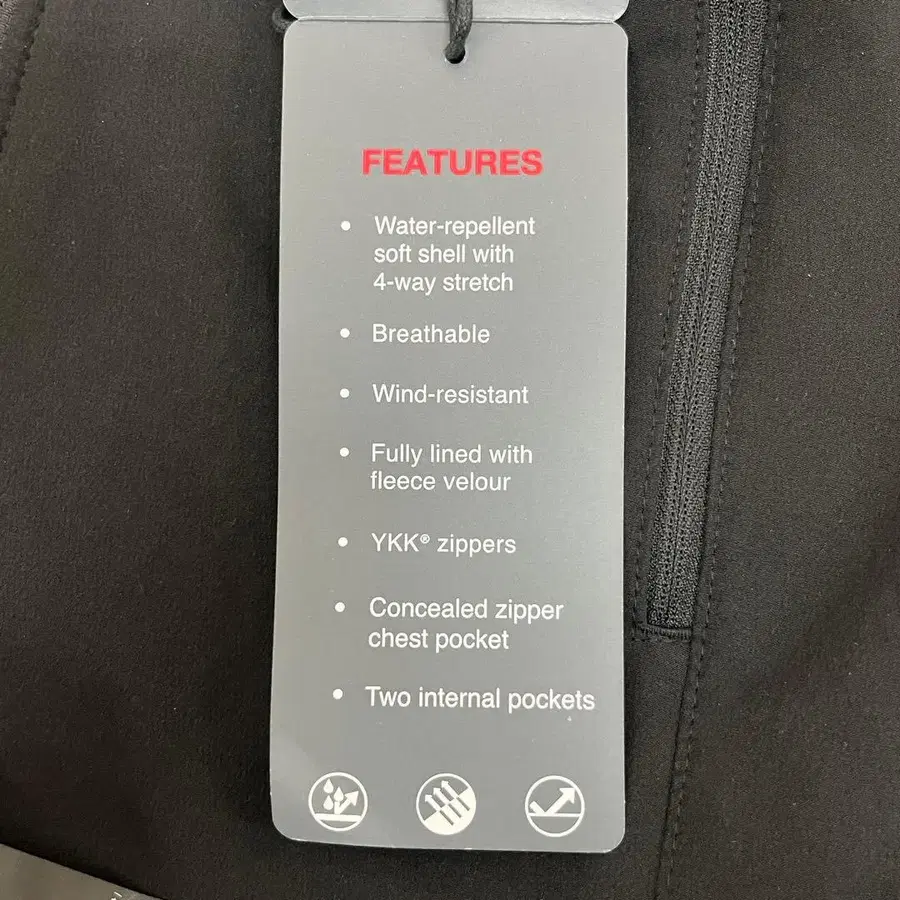 FEATURES
• Water-repellent
soft shell with
4-way stretch
• Breathable
• Wind-resistant
• Fully lined with
fleece velour
• YKK® zippers
• Concealed zipper
chest pocket
• Two internal pockets